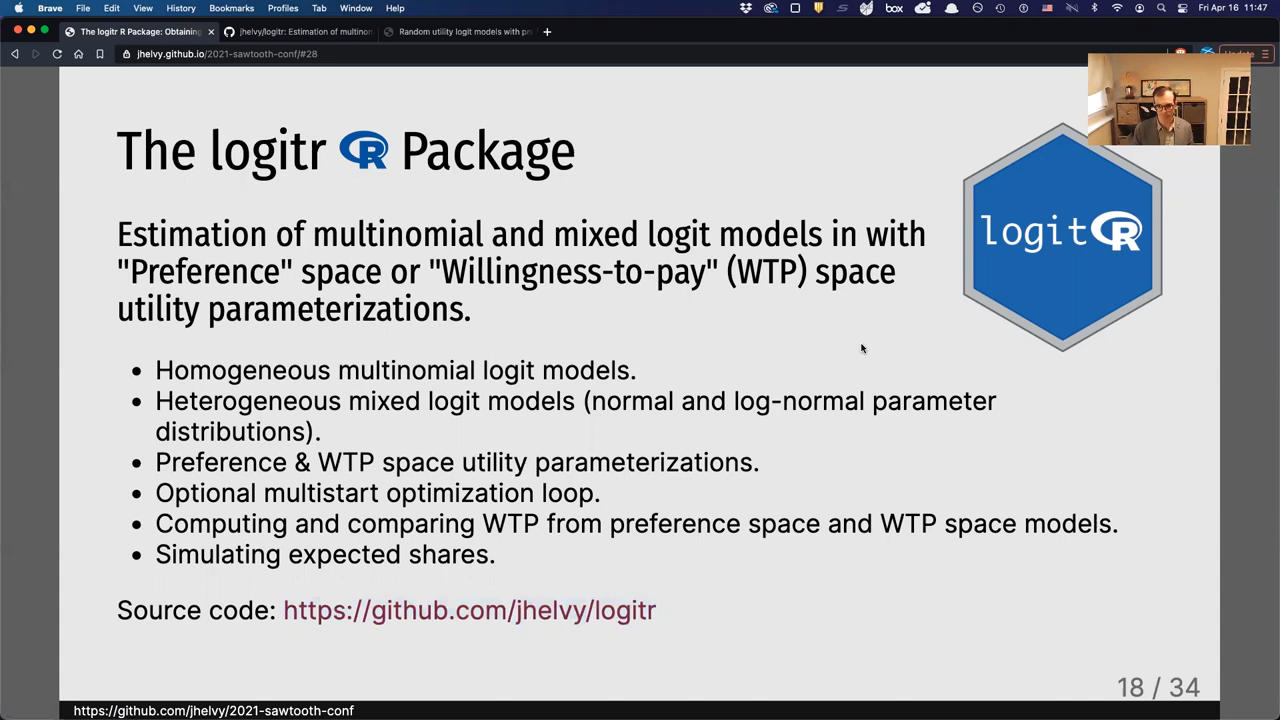 Brave File Edit View History Bookmarks Profiles Tab Window Help box Fri Apr 16 11:47
The logitr R Package: Obtaining jhelvy/logitr: Estimation of multinom Random utility logit models with pr
jhelvy.github.io/2021-sawtooth-conf/#28 Update
The logitr R Package
logitR
Estimation of multinomial and mixed logit models in with
"Preference" space or "Willingness-to-pay" (WTP) space
utility parameterizations.
• Homogeneous multinomial logit models.
• Heterogeneous mixed logit models (normal and log-normal parameter
distributions).
• Preference & WTP space utility parameterizations.
• Optional multistart optimization loop.
• Computing and comparing WTP from preference space and WTP space models.
• Simulating expected shares.
Source code: https://github.com/jhelvy/logitr
18 / 34
https://github.com/jhelvy/2021-sawtooth-conf